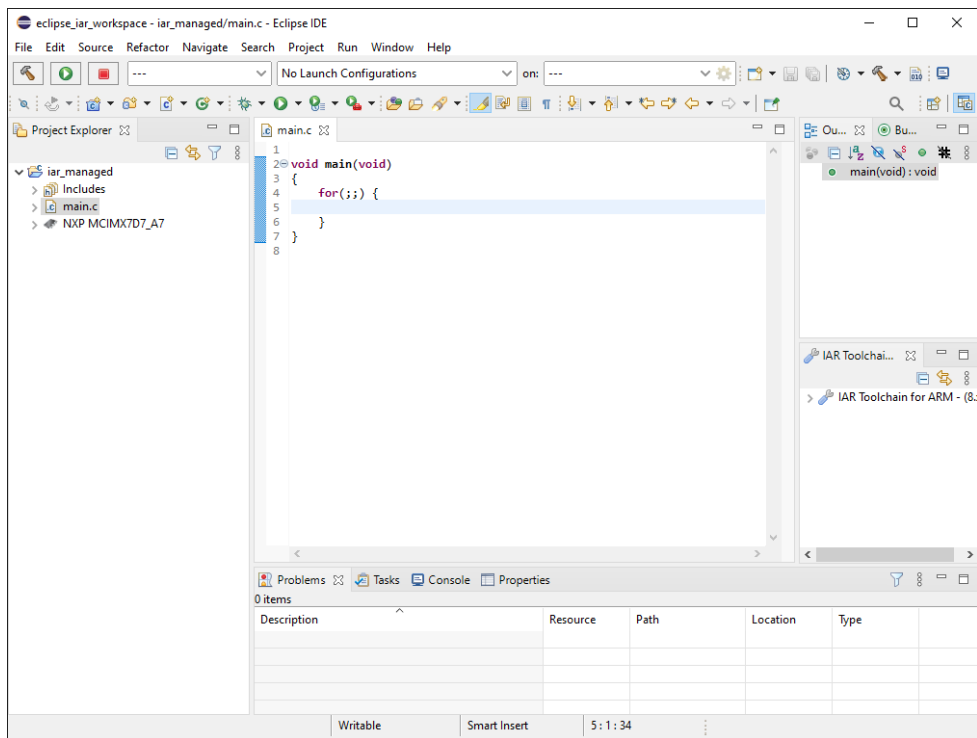 eclipse_iar_workspace - iar_managed/main.c - Eclipse IDE
File Edit Source Refactor Navigate Search Project Run Window Help
--- No Launch Configurations on: ---
Project Explorer
iar_managed
Includes
main.c
NXP MCIMX7D7_A7
main.c
1
2 void main(void)
3 {
4 for(;;) {
5
6 }
7 }
8
Ou... Bu...
main(void) : void
IAR Toolchai...
IAR Toolchain for ARM - (8.
Problems Tasks Console Properties
0 items
Description Resource Path Location Type
Writable Smart Insert 5 : 1 : 34